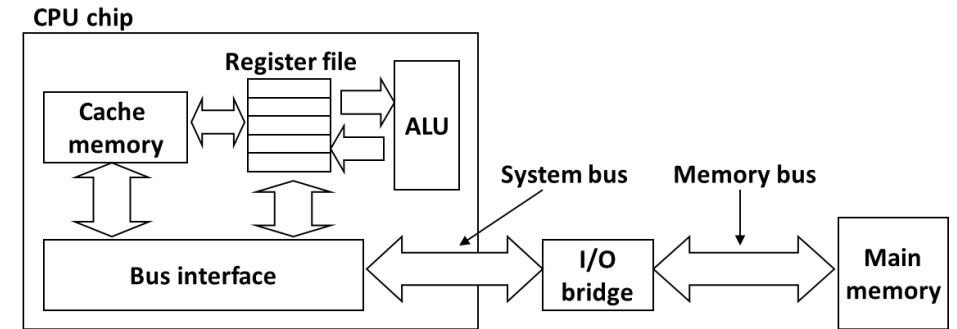 CPU chip
Register file
Cache
memory
ALU
System bus
Memory bus
Bus interface
I/O
bridge
Main
memory